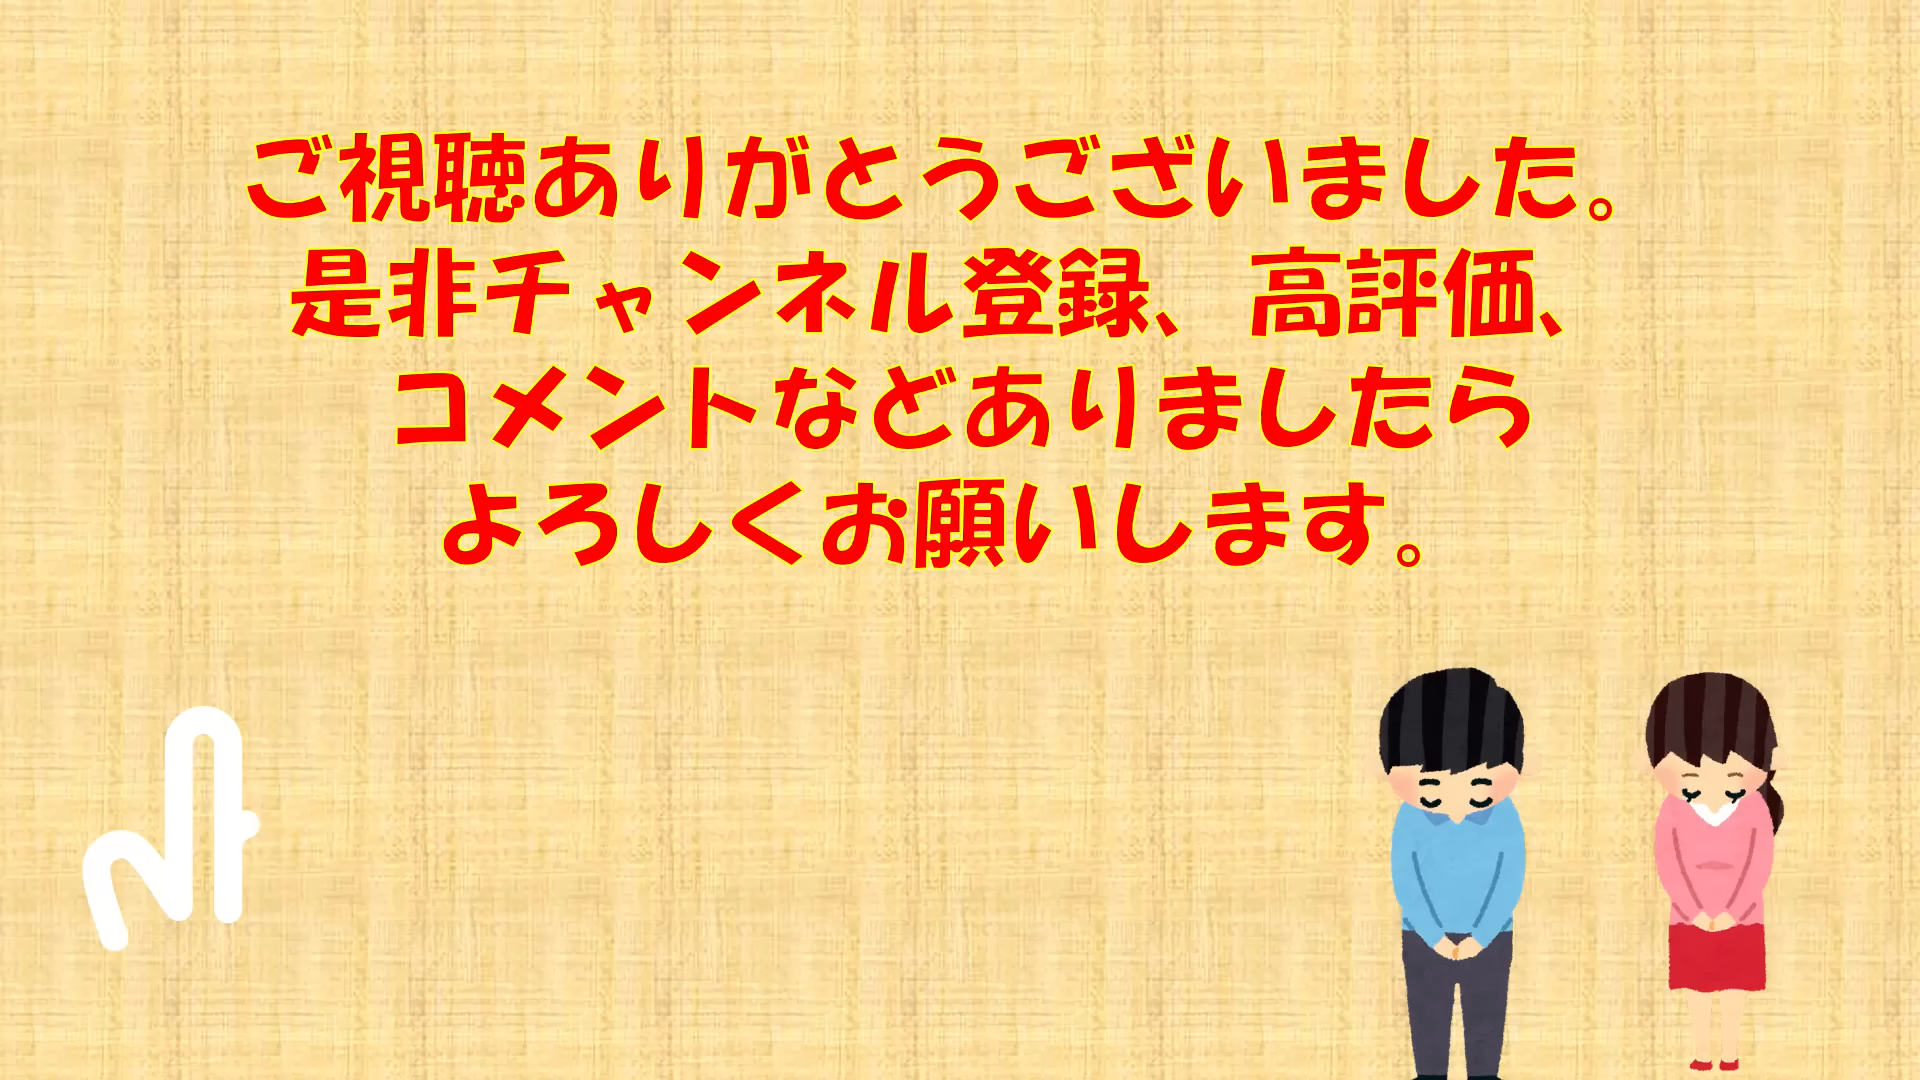 ご視聴ありがとうございました。
是非チャンネル登録、高評価、
コメントなどありましたら
よろしくお願いします。